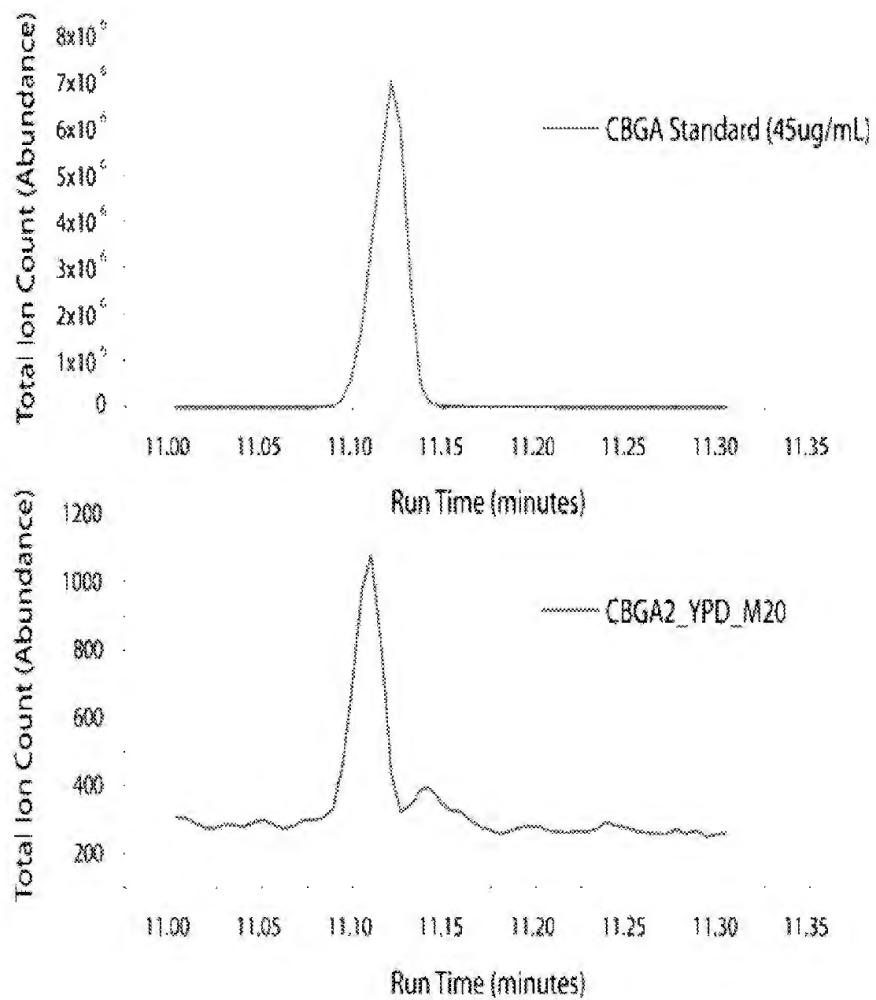 Total Ion Count (Abundance)
8x10⁶
7x10⁶
6x10⁶
5x10⁶
4x10⁶
3x10⁶
2x10⁶
1x10⁶
0
CBGA Standard (45ug/mL)
11.00 11.05 11.10 11.15 11.20 11.25 11.30 11.35
Run Time (minutes)
Total Ion Count (Abundance)
1200
1000
800
600
400
200
CBGA2_YPD_M20
11.00 11.05 11.10 11.15 11.20 11.25 11.30 11.35
Run Time (minutes)